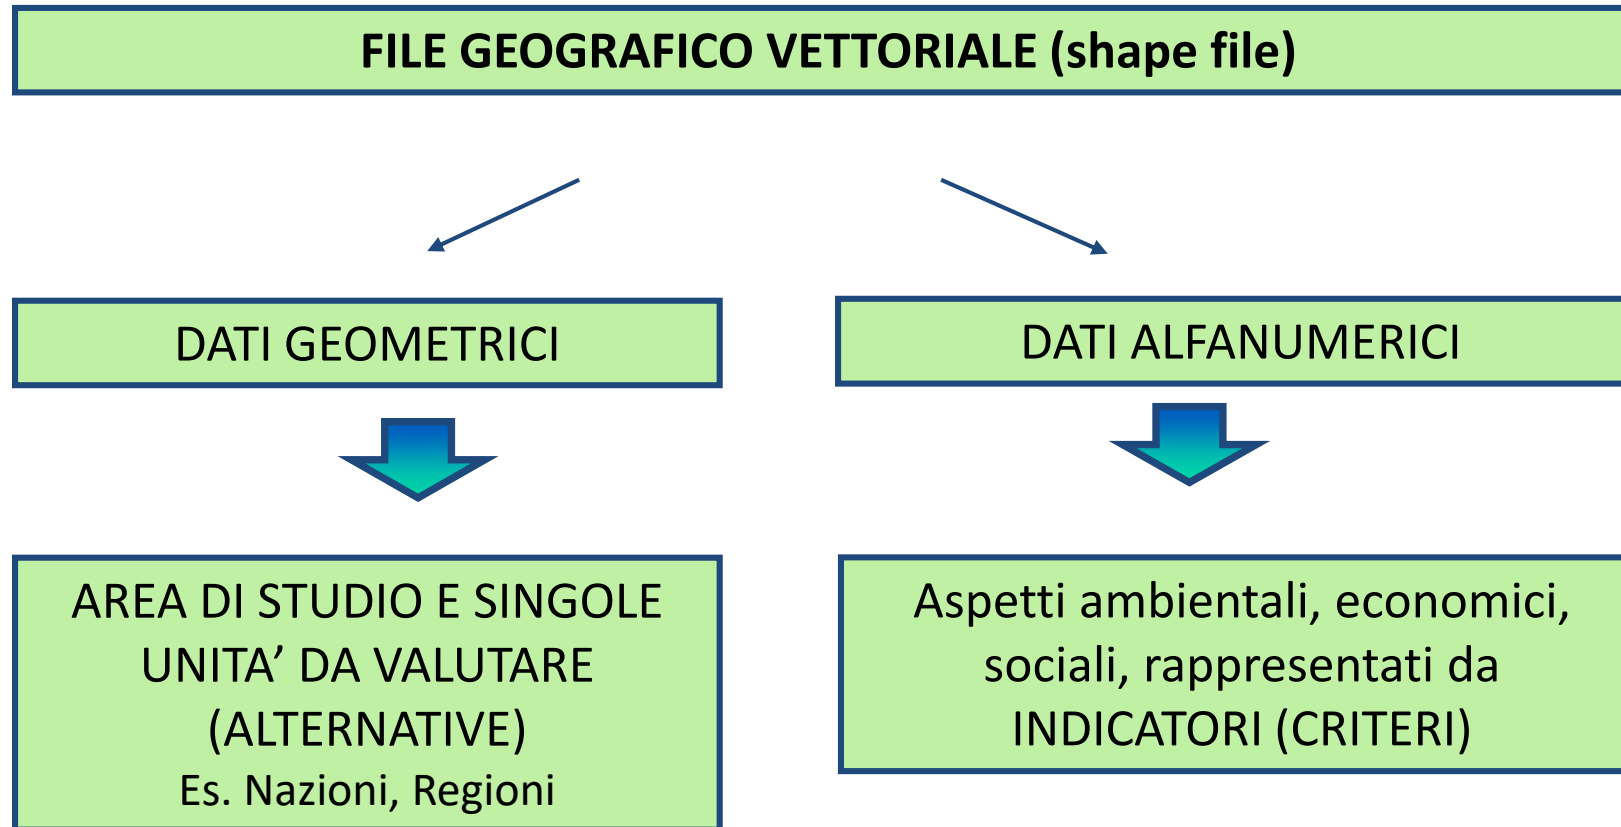 FILE GEOGRAFICO VETTORIALE (shape file)
DATI GEOMETRICI
DATI ALFANUMERICI
AREA DI STUDIO E SINGOLE
UNITA’ DA VALUTARE
(ALTERNATIVE)
Es. Nazioni, Regioni
Aspetti ambientali, economici,
sociali, rappresentati da
INDICATORI (CRITERI)